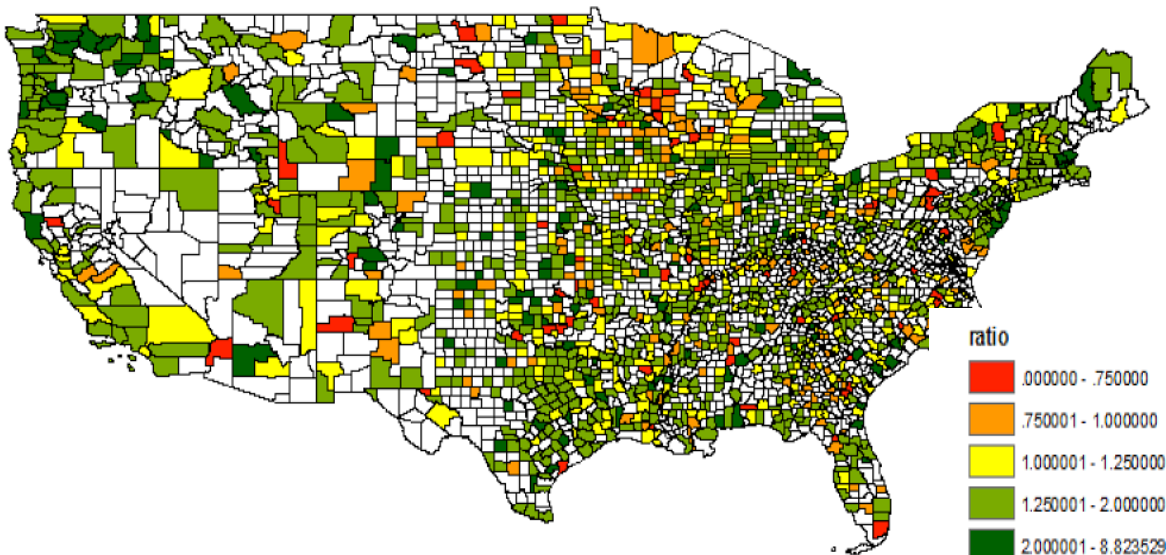 ratio
.000000 - .750000
.750001 - 1.000000
1.000001 - 1.250000
1.250001 - 2.000000
2.000001 - 8.823529